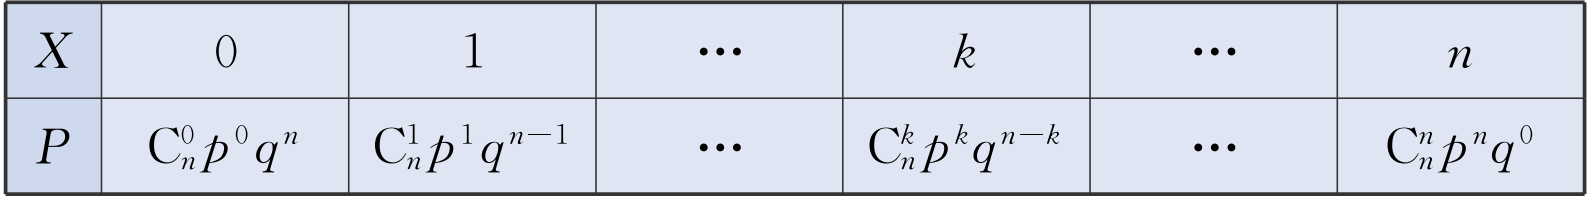 X 0 1 ··· k ··· n
P C_n^0 p^0 q^n C_n^1 p^1 q^{n-1} ··· C_n^k p^k q^{n-k} ··· C_n^n p^n q^0